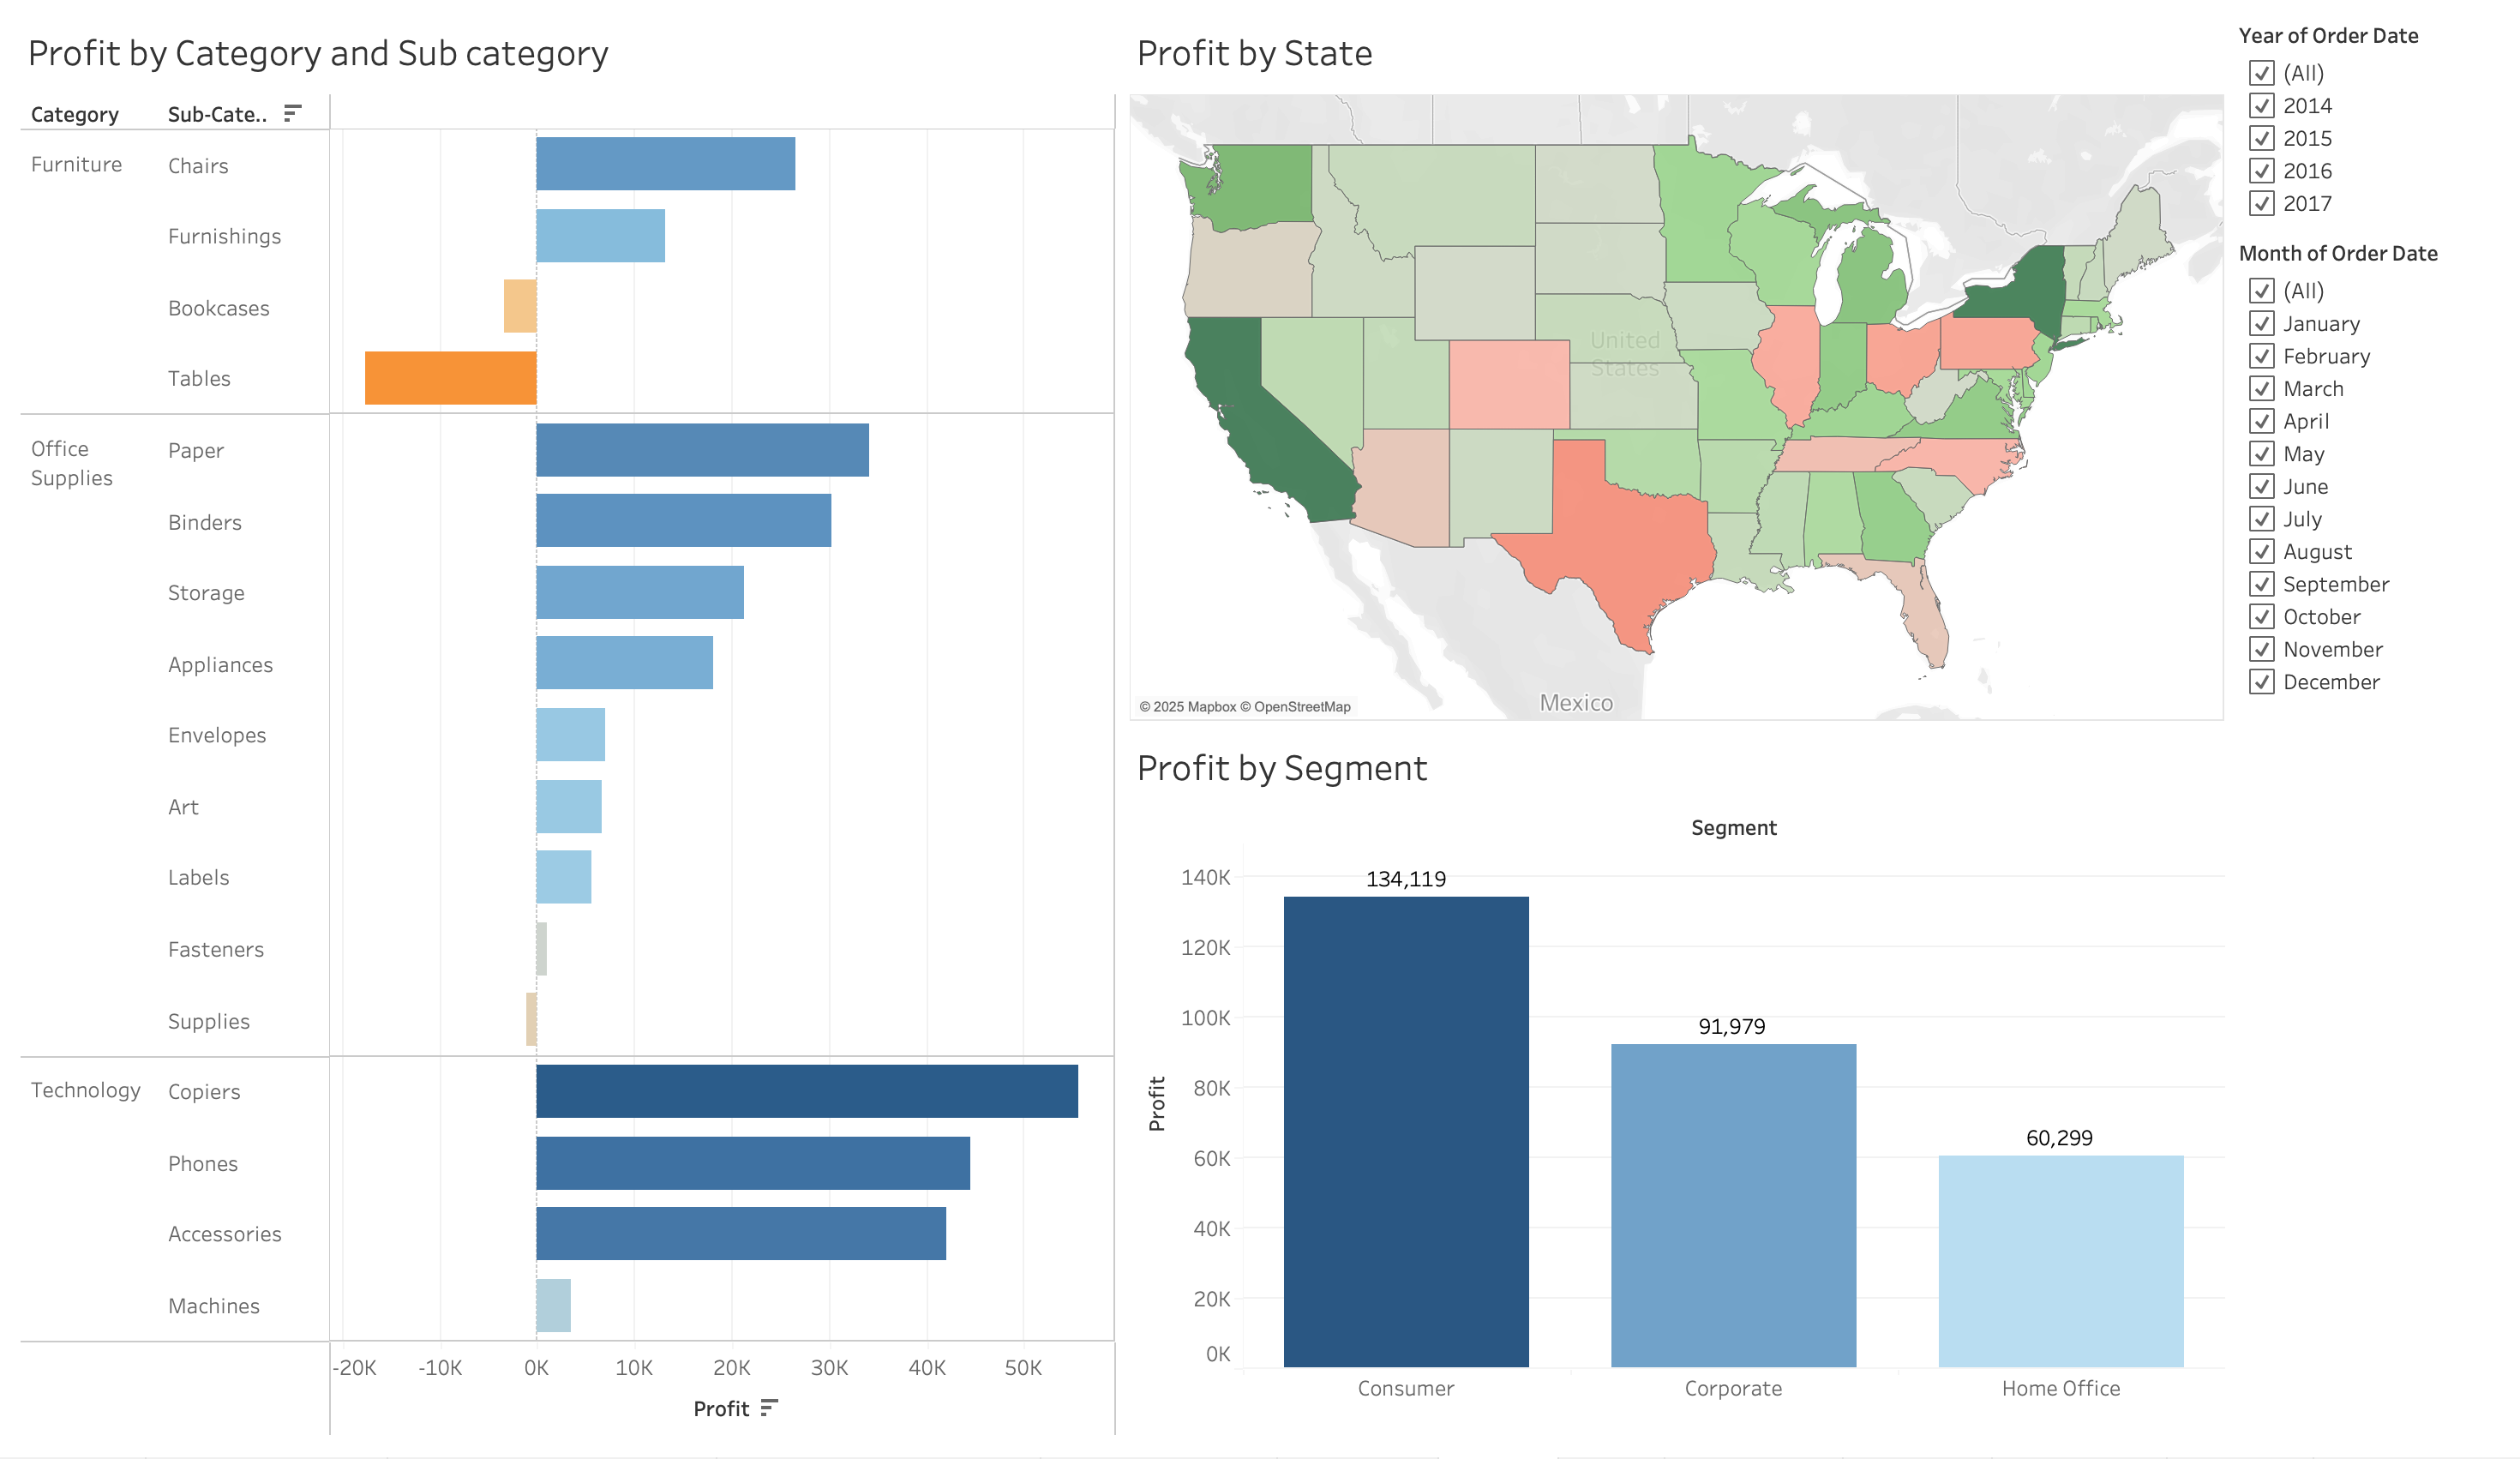 Profit by Category and Sub category
Category Sub-Cate..
Furniture Chairs
Furnishings
Bookcases
Tables
Office
Supplies
Paper
Binders
Storage
Appliances
Envelopes
Art
Labels
Fasteners
Supplies
Technology Copiers
Phones
Accessories
Machines
-20K -10K 0K 10K 20K 30K 40K 50K
Profit
Profit by State
United
States
Mexico
© 2025 Mapbox © OpenStreetMap
Profit by Segment
Segment
Profit
140K
120K
100K
80K
60K
40K
20K
0K
134,119
91,979
60,299
Consumer Corporate Home Office
Year of Order Date
(All)
2014
2015
2016
2017
Month of Order Date
(All)
January
February
March
April
May
June
July
August
September
October
November
December